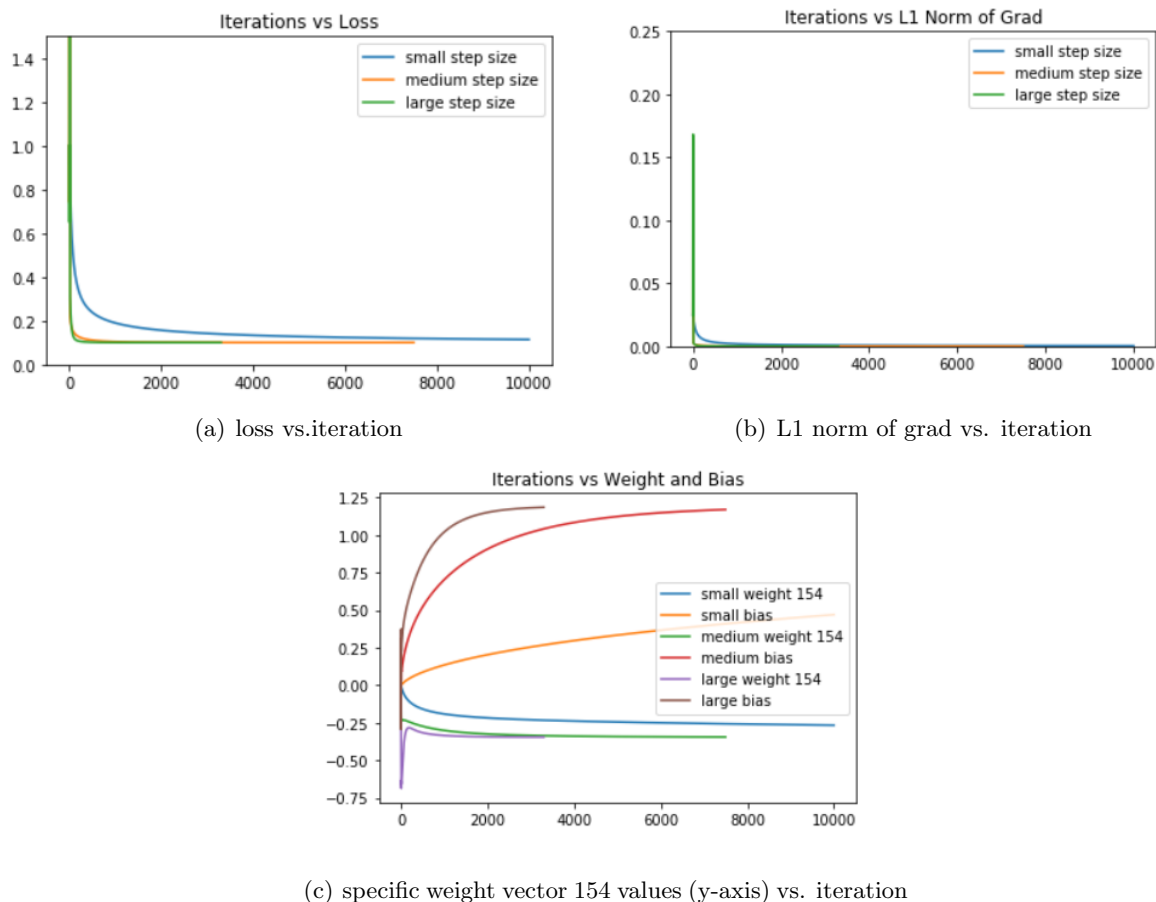 Iterations vs Loss
1.4
1.2
1.0
0.8
0.6
0.4
0.2
0.0
0 2000 4000 6000 8000 10000
small step size
medium step size
large step size
(a) loss vs.iteration
Iterations vs L1 Norm of Grad
0.25
0.20
0.15
0.10
0.05
0.00
0 2000 4000 6000 8000 10000
small step size
medium step size
large step size
(b) L1 norm of grad vs. iteration
Iterations vs Weight and Bias
1.25
1.00
0.75
0.50
0.25
0.00
−0.25
−0.50
−0.75
0 2000 4000 6000 8000 10000
small weight 154
small bias
medium weight 154
medium bias
large weight 154
large bias
(c) specific weight vector 154 values (y-axis) vs. iteration